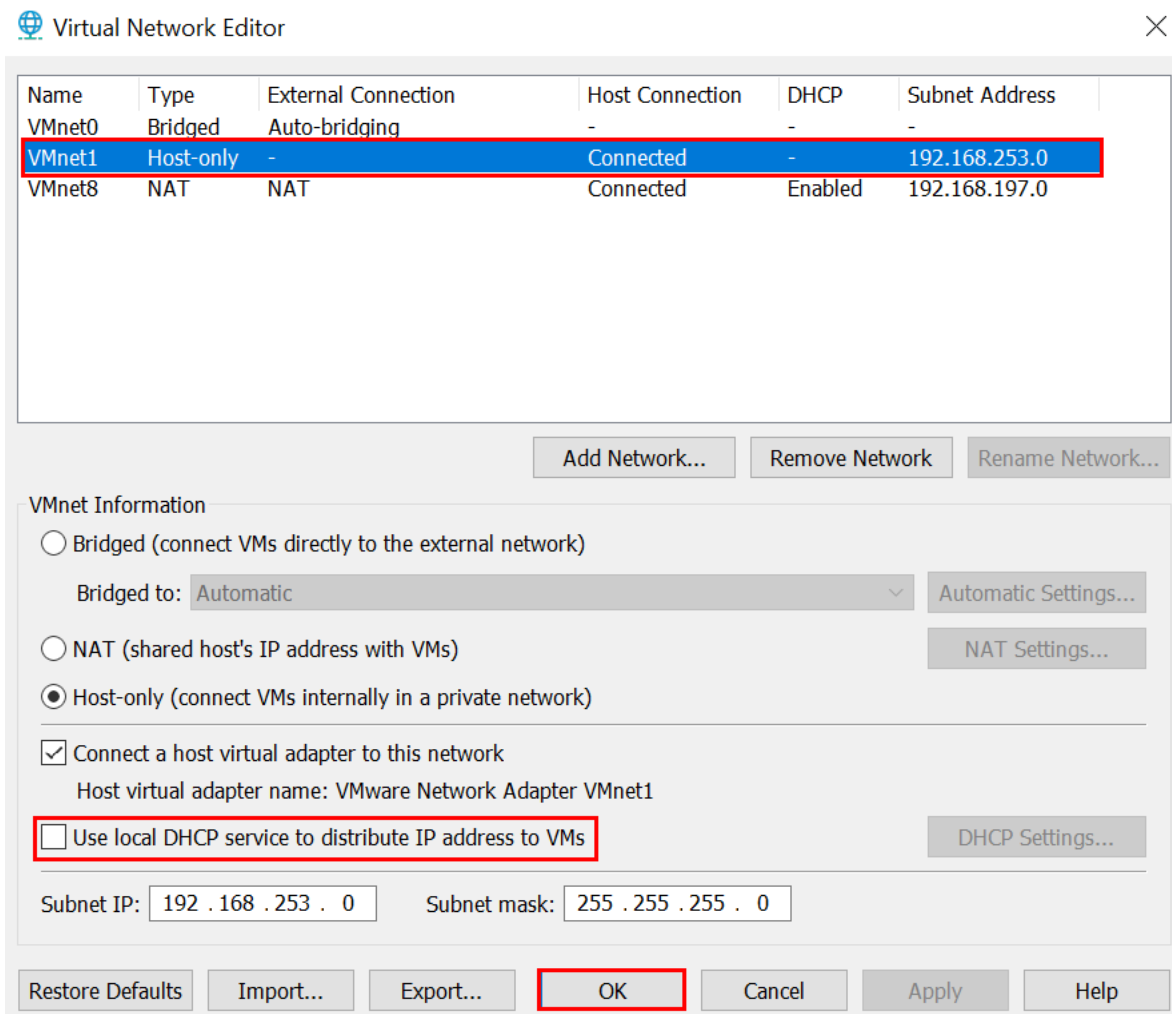 Virtual Network Editor
Name Type External Connection Host Connection DHCP Subnet Address
VMnet0 Bridged Auto-bridging - - -
VMnet1 Host-only - Connected - 192.168.253.0
VMnet8 NAT NAT Connected Enabled 192.168.197.0
Add Network... Remove Network Rename Network...
VMnet Information
Bridged (connect VMs directly to the external network)
Bridged to: Automatic Automatic Settings...
NAT (shared host's IP address with VMs) NAT Settings...
Host-only (connect VMs internally in a private network)
Connect a host virtual adapter to this network
Host virtual adapter name: VMware Network Adapter VMnet1
Use local DHCP service to distribute IP address to VMs DHCP Settings...
Subnet IP: 192 . 168 . 253 . 0 Subnet mask: 255 . 255 . 255 . 0
Restore Defaults Import... Export... OK Cancel Apply Help